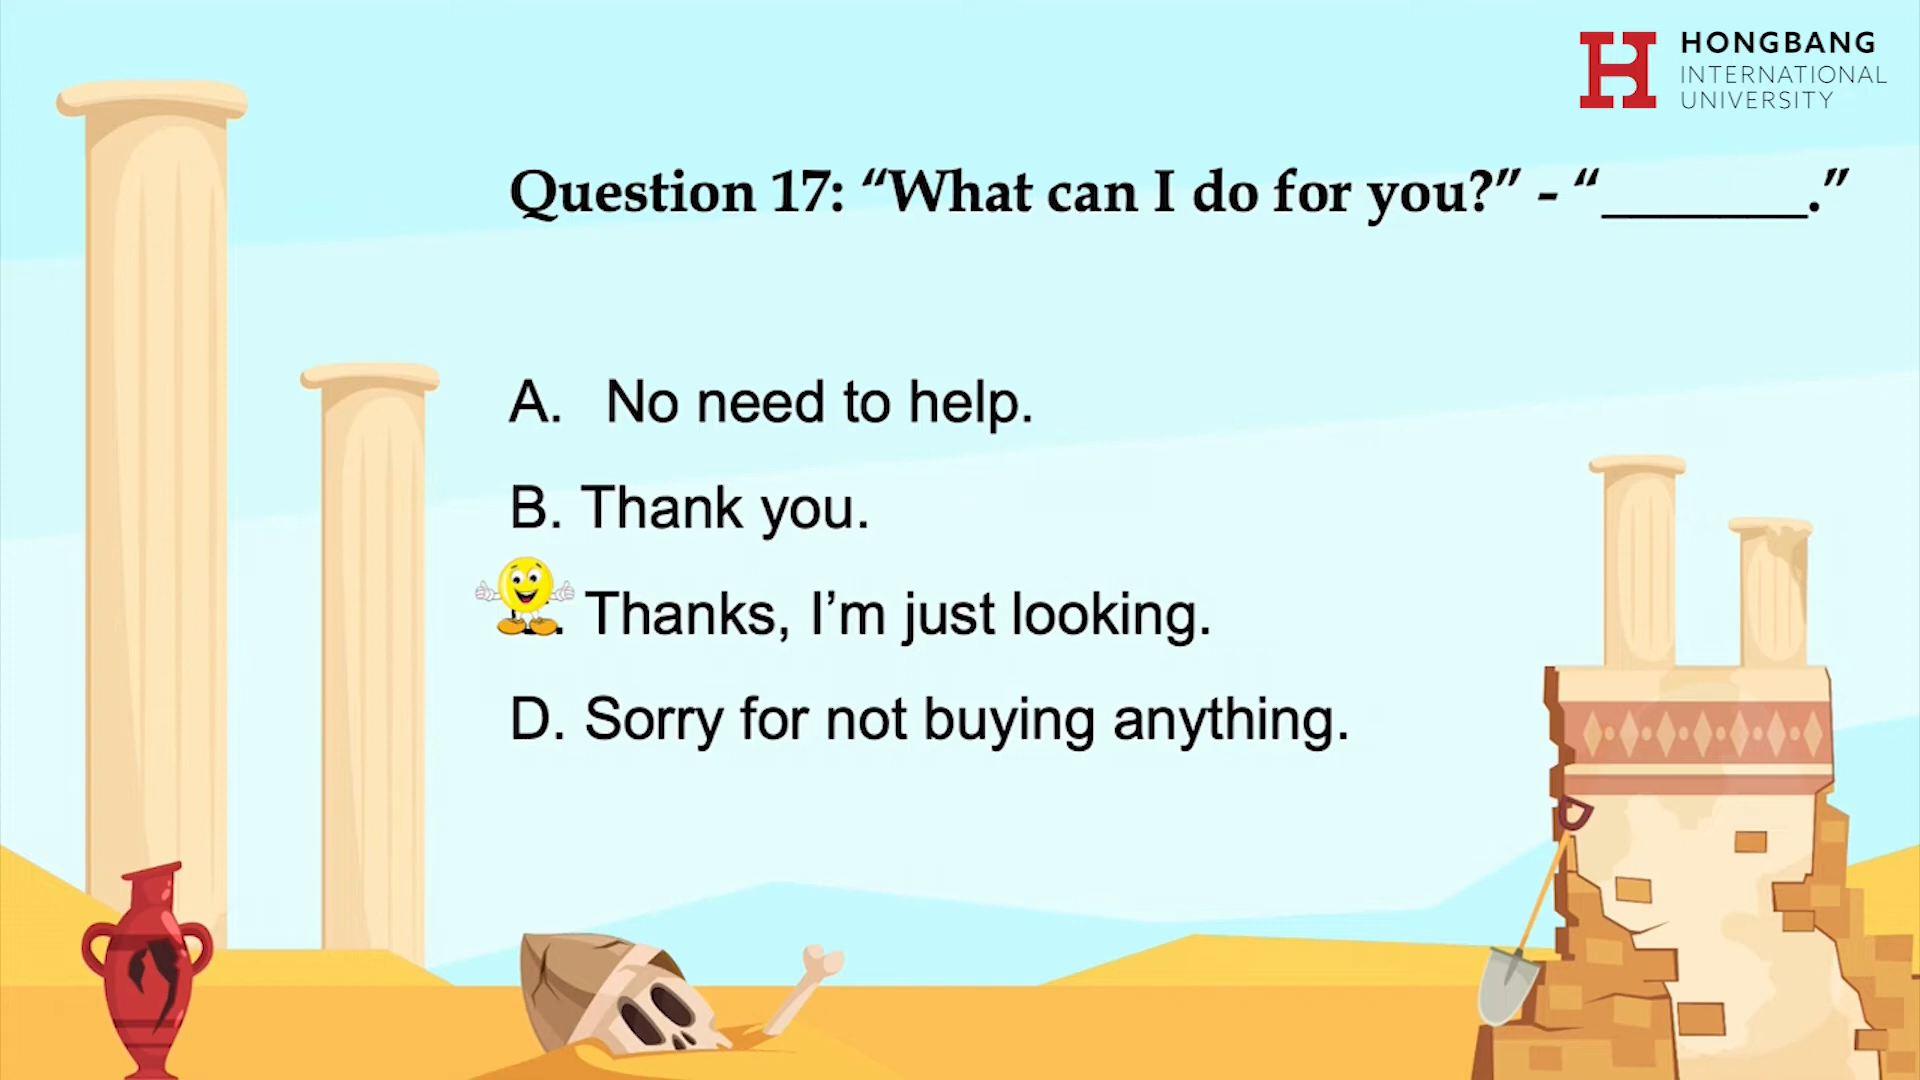 HONGBANG
INTERNATIONAL
UNIVERSITY
Question 17: “What can I do for you?” - “_______.”
A. No need to help.
B. Thank you.
. Thanks, I’m just looking.
D. Sorry for not buying anything.